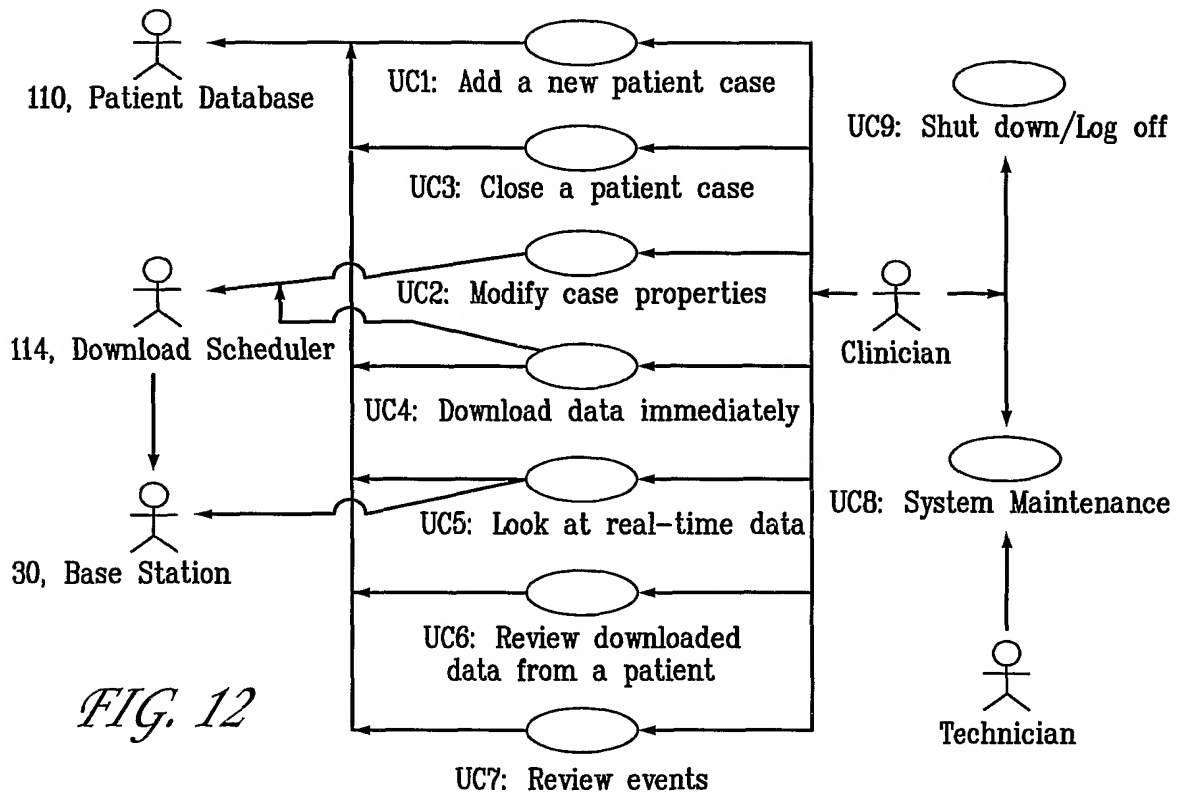 110, Patient Database
UC1: Add a new patient case
UC9: Shut down/Log off
UC3: Close a patient case
UC2: Modify case properties
114, Download Scheduler
Clinician
UC4: Download data immediately
UC8: System Maintenance
UC5: Look at real-time data
30, Base Station
UC6: Review downloaded
data from a patient
FIG. 12
Technician
UC7: Review events